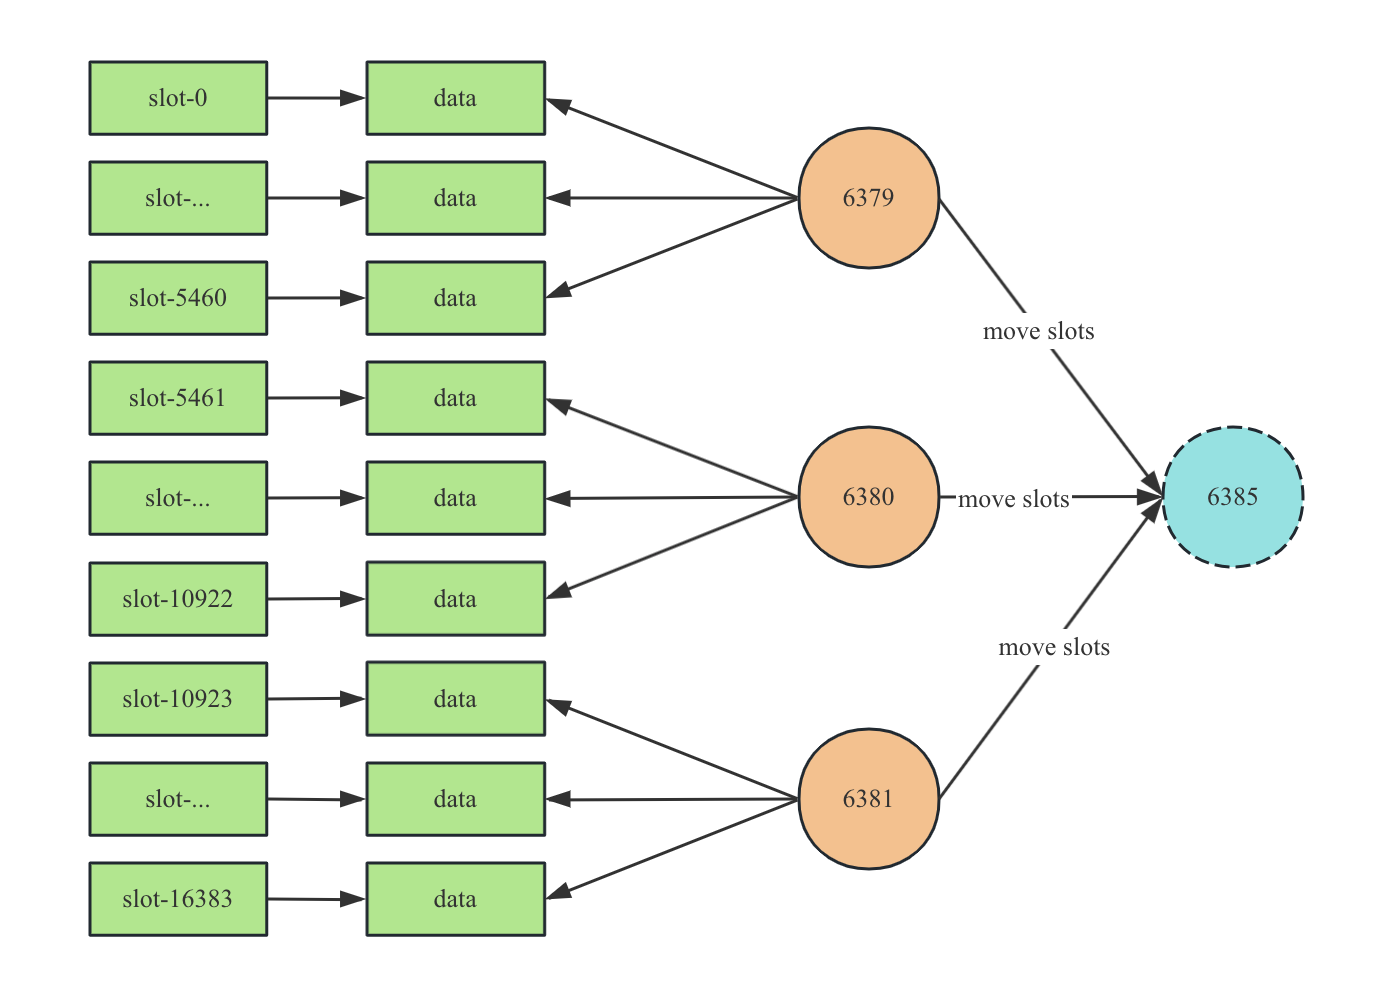 slot-0
data
slot-...
data
6379
slot-5460
data
move slots
slot-5461
data
slot-...
data
6380
move slots
6385
slot-10922
data
move slots
slot-10923
data
slot-...
data
6381
slot-16383
data